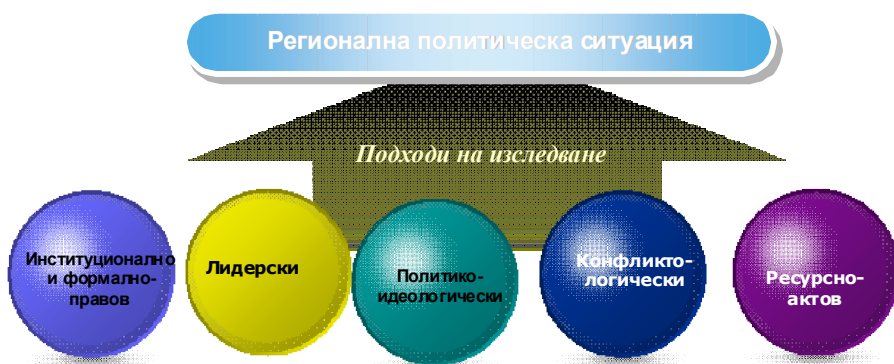 Регионална политическа ситуация
Подходи на изследване
Институционално
и формално-
правов
Лидерски
Политико-
идеологически
Конфликто-
логически
Ресурсно-
актов